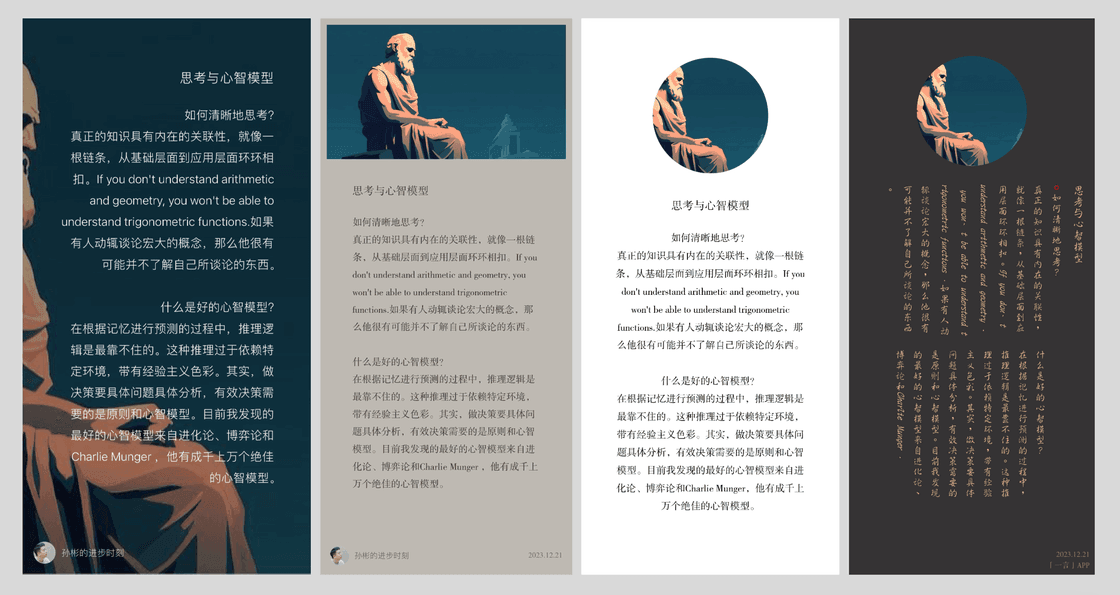 思考与心智模型
如何清晰地思考?
真正的知识具有内在的关联性，就像一
根链条，从基础层面到应用层面环环相
扣。If you don't understand arithmetic
and geometry, you won't be able to
understand trigonometric functions.如果
有人动辄谈论宏大的概念，那么他很有
可能并不了解自己所谈论的东西。
什么是好的心智模型?
在根据记忆进行预测的过程中，推理逻
辑是最靠不住的。这种推理过于依赖特
定环境，带有经验主义色彩。其实，做
决策要具体问题具体分析，有效决策需
要的是原则和心智模型。目前我发现的
最好的心智模型来自进化论、博弈论和
Charlie Munger ，他有成千上万个绝佳
的心智模型。
孙彬的进步时刻
思考与心智模型
如何清晰地思考?
真正的知识具有内在的关联性，就像一根链
条，从基础层面到应用层面环环相扣。If you
don't understand arithmetic and geometry, you
won't be able to understand trigonometric
functions.如果有人动辄谈论宏大的概念，那
么他很有可能并不了解自己所谈论的东西。
什么是好的心智模型?
在根据记忆进行预测的过程中，推理逻辑是
最靠不住的。这种推理过于依赖特定环境，
带有经验主义色彩。其实，做决策要具体问
题具体分析，有效决策需要的是原则和心智
模型。目前我发现的最好的心智模型来自进
化论、博弈论和Charlie Munger ，他有成千上
万个绝佳的心智模型。
孙彬的进步时刻
2023.12.21
思考与心智模型
如何清晰地思考?
真正的知识具有内在的关联性，就像一根链
条，从基础层面到应用层面环环相扣。If you
don't understand arithmetic and geometry, you
won't be able to understand trigonometric
functions.如果有人动辄谈论宏大的概念，那
么他很有可能并不了解自己所谈论的东西。
什么是好的心智模型?
在根据记忆进行预测的过程中，推理逻辑是
最靠不住的。这种推理过于依赖特定环境，
带有经验主义色彩。其实，做决策要具体问
题具体分析，有效决策需要的是原则和心智
模型。目前我发现的最好的心智模型来自进
化论、博弈论和Charlie Munger，他有成千上
万个绝佳的心智模型。
思考与心智模型
如何清晰地思考?
真正的知识具有内在的关联性，
就像一根链条，从基础层面到应
用层面环环相扣。If you don't
understand arithmetic and geometry,
you won't be able to understand t
rigonometric functions 如果有人动
辄谈论宏大的概念，那么他很有
可能并不了解自己所谈论的东西
。
什么是好的心智模型?
在根据记忆进行预测的过程中，
推理逻辑是最靠不住的。这种推
理过于依赖特定环境，带有经验
主义色彩。其实，做决策要具体
问题具体分析，有效决策需要的
是原则和心智模型。目前我发现
的最好的心智模型来自进化论、
博弈论和Charlie Munger.
2023.12.21
「一言」APP